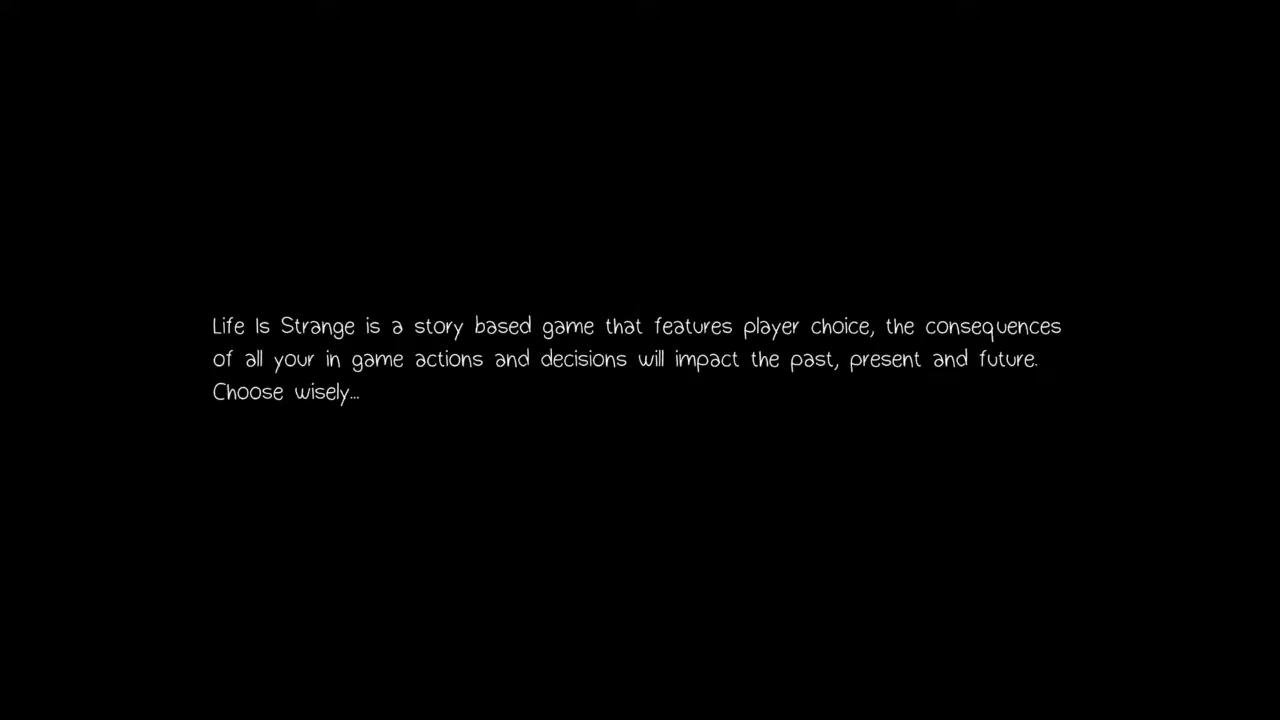 Life Is Strange is a story based game that features player choice, the consequences
of all your in game actions and decisions will impact the past, present and future.
Choose wisely...